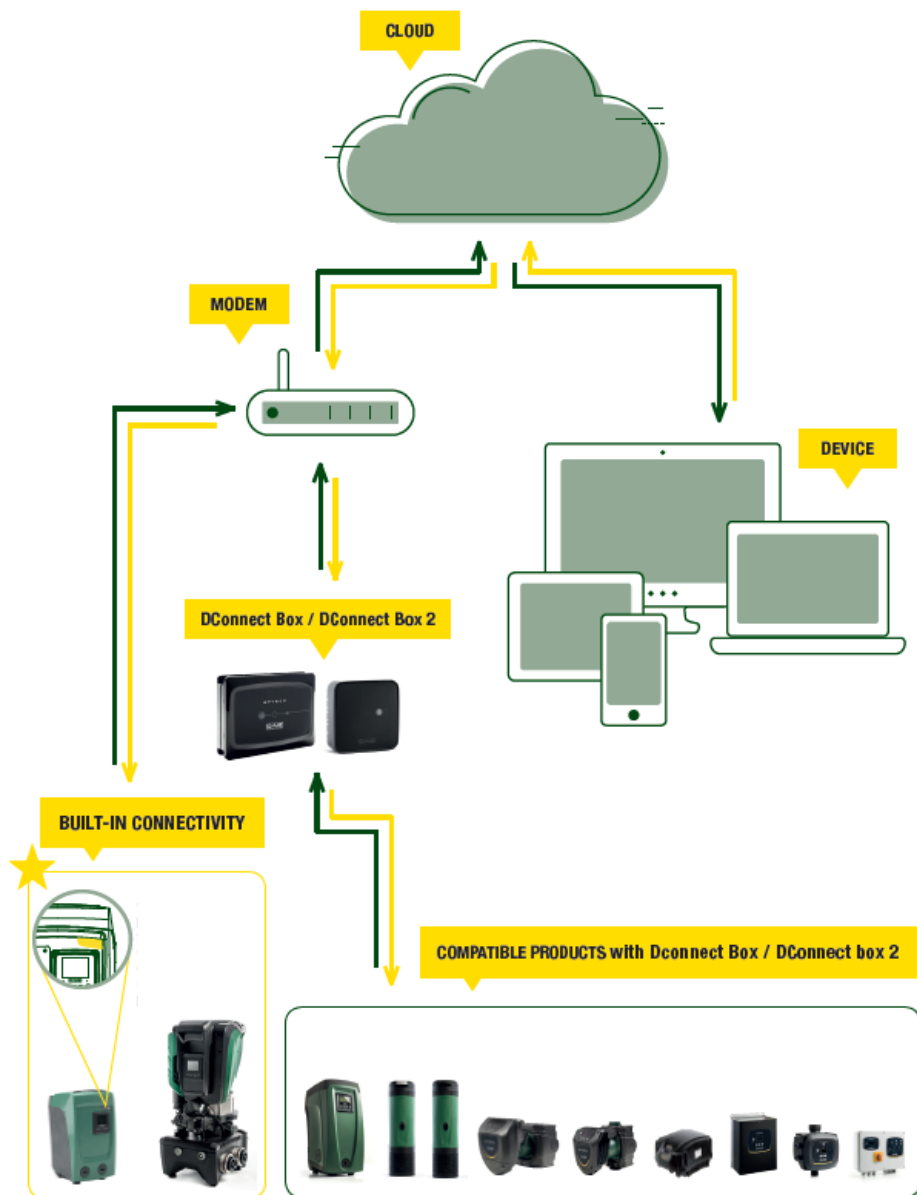 CLOUD
MODEM
DEVICE
DConnect Box / DConnect Box 2
DAB
BUILT-IN CONNECTIVITY
COMPATIBLE PRODUCTS with Dconnect Box / DConnect box 2